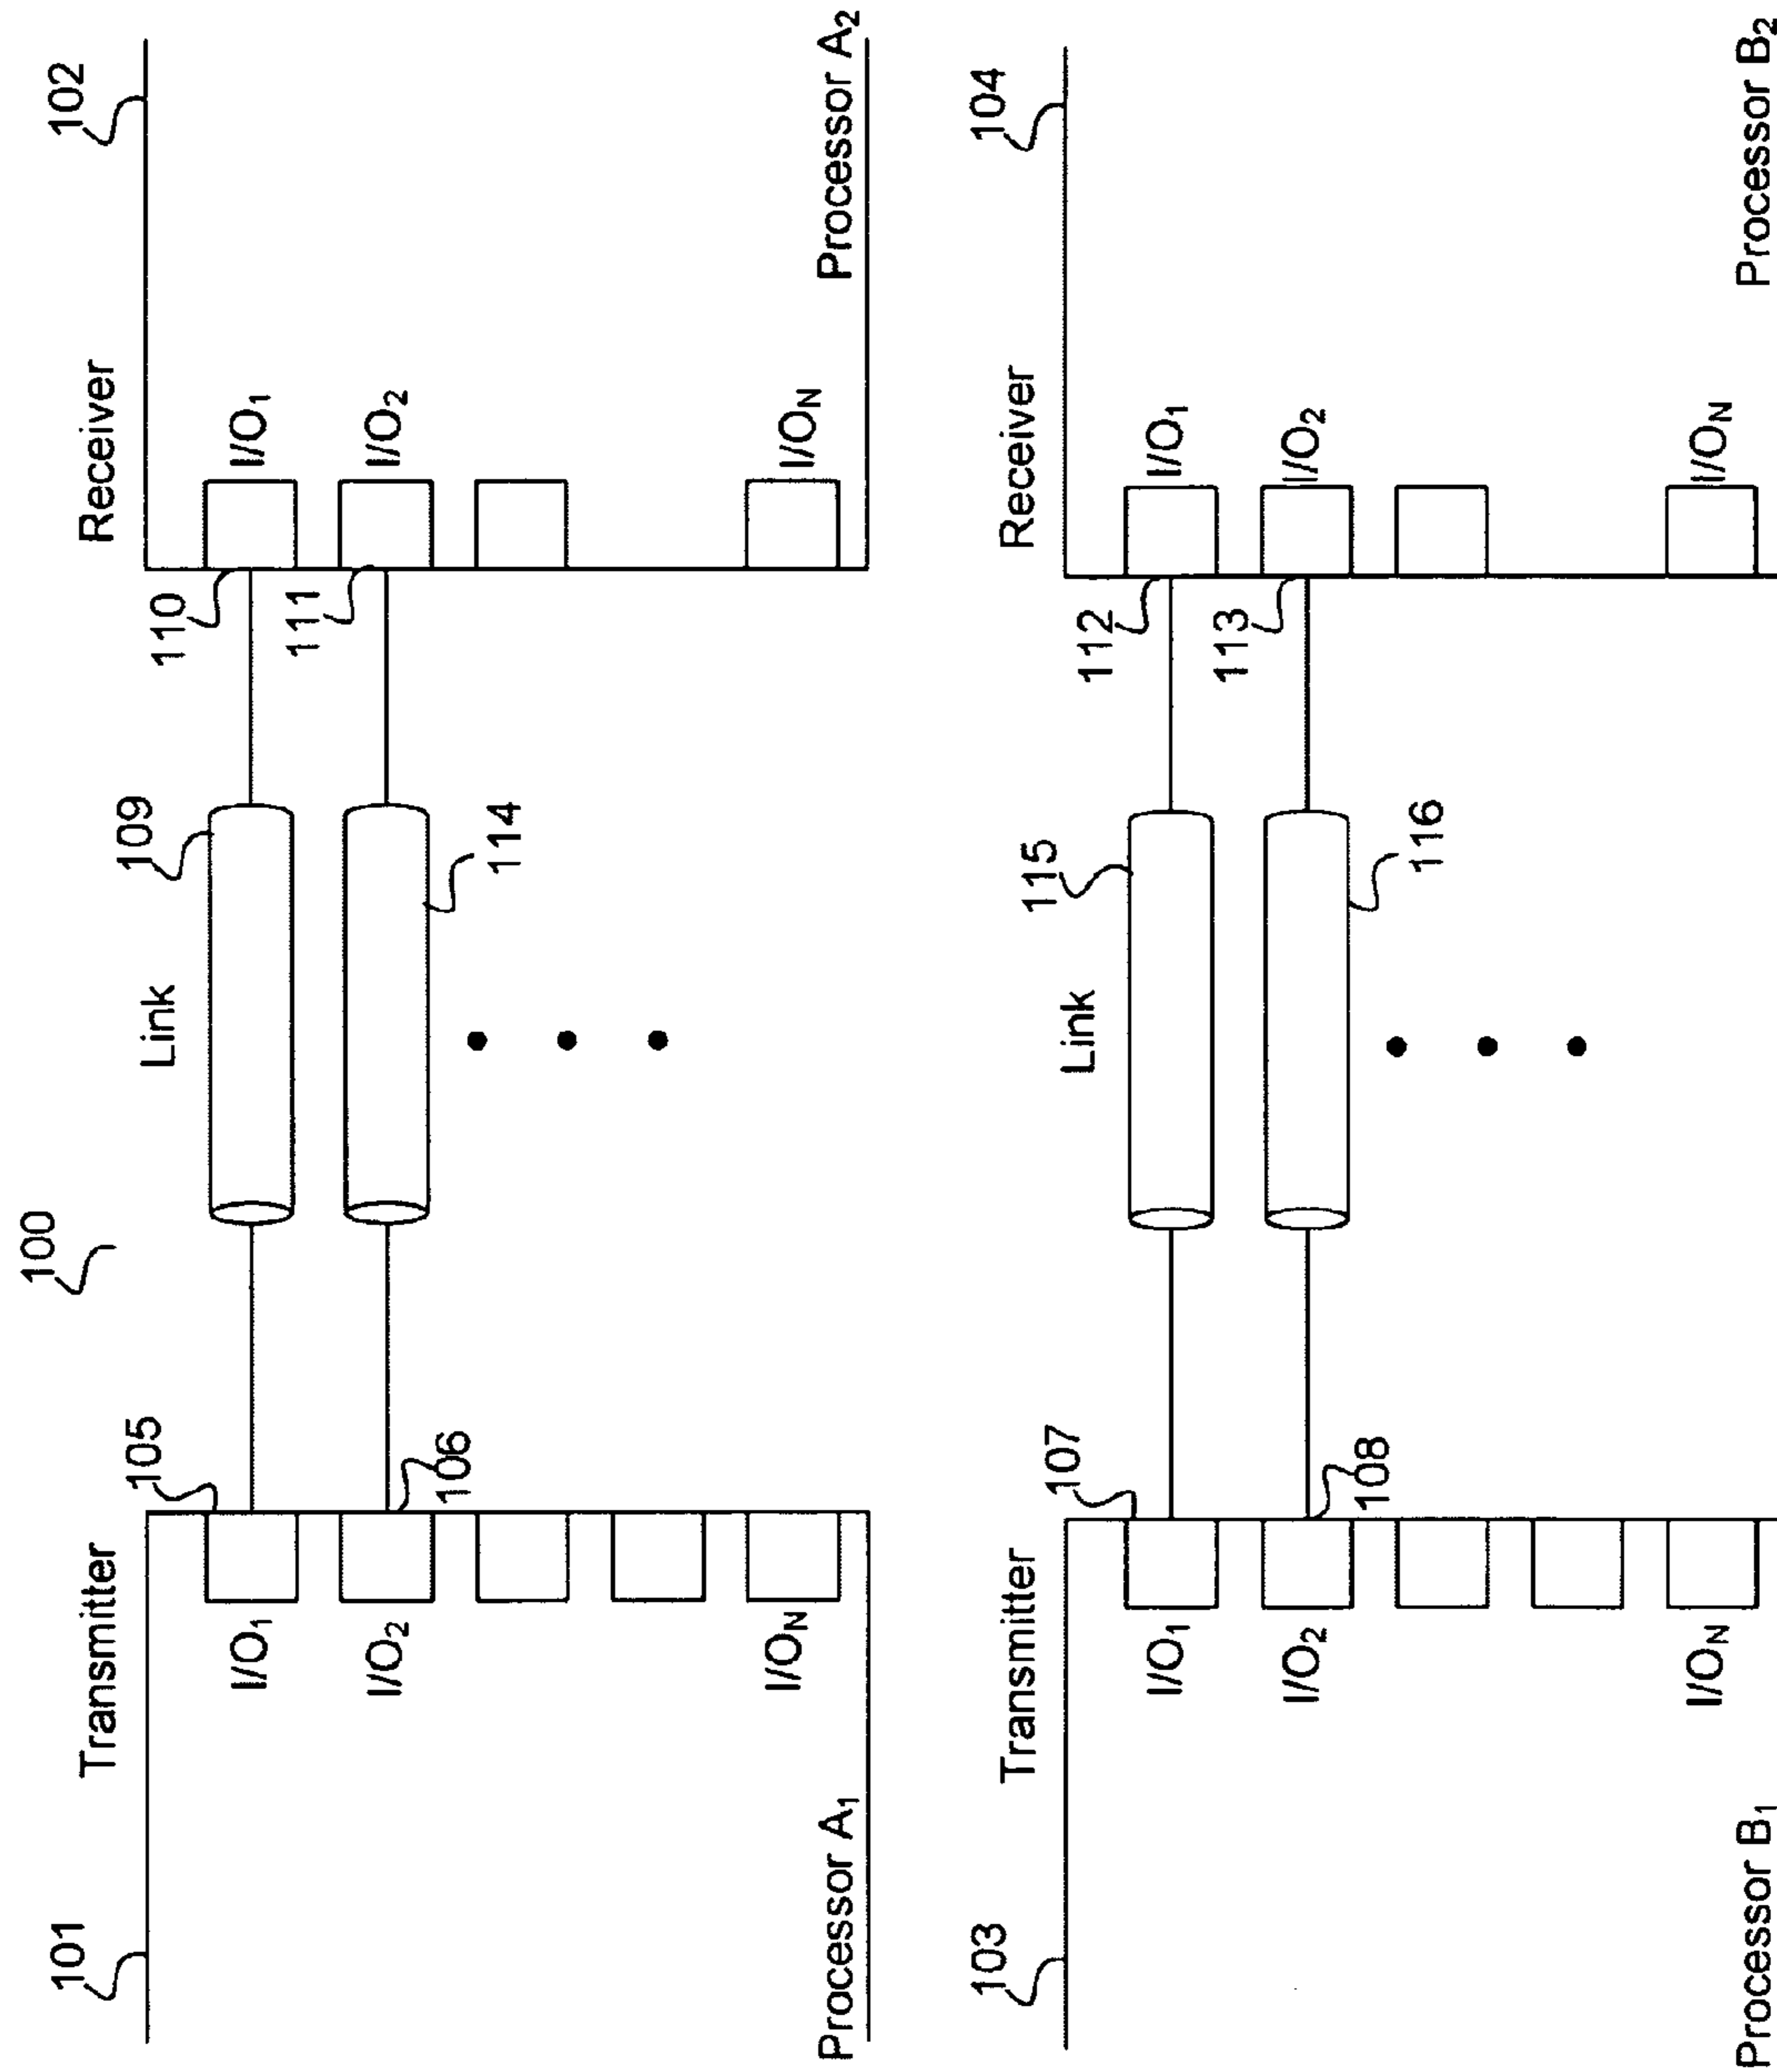 100
101
Transmitter
105
Link
109
Receiver
102
I/O₁
110
I/O₁
I/O₂
106
114
111
I/O₂
I/Oₙ
I/Oₙ
Processor A₁
Processor A₂
103
Transmitter
107
Link
115
Receiver
104
I/O₁
112
I/O₁
I/O₂
108
116
113
I/O₂
I/Oₙ
I/Oₙ
Processor B₁
Processor B₂